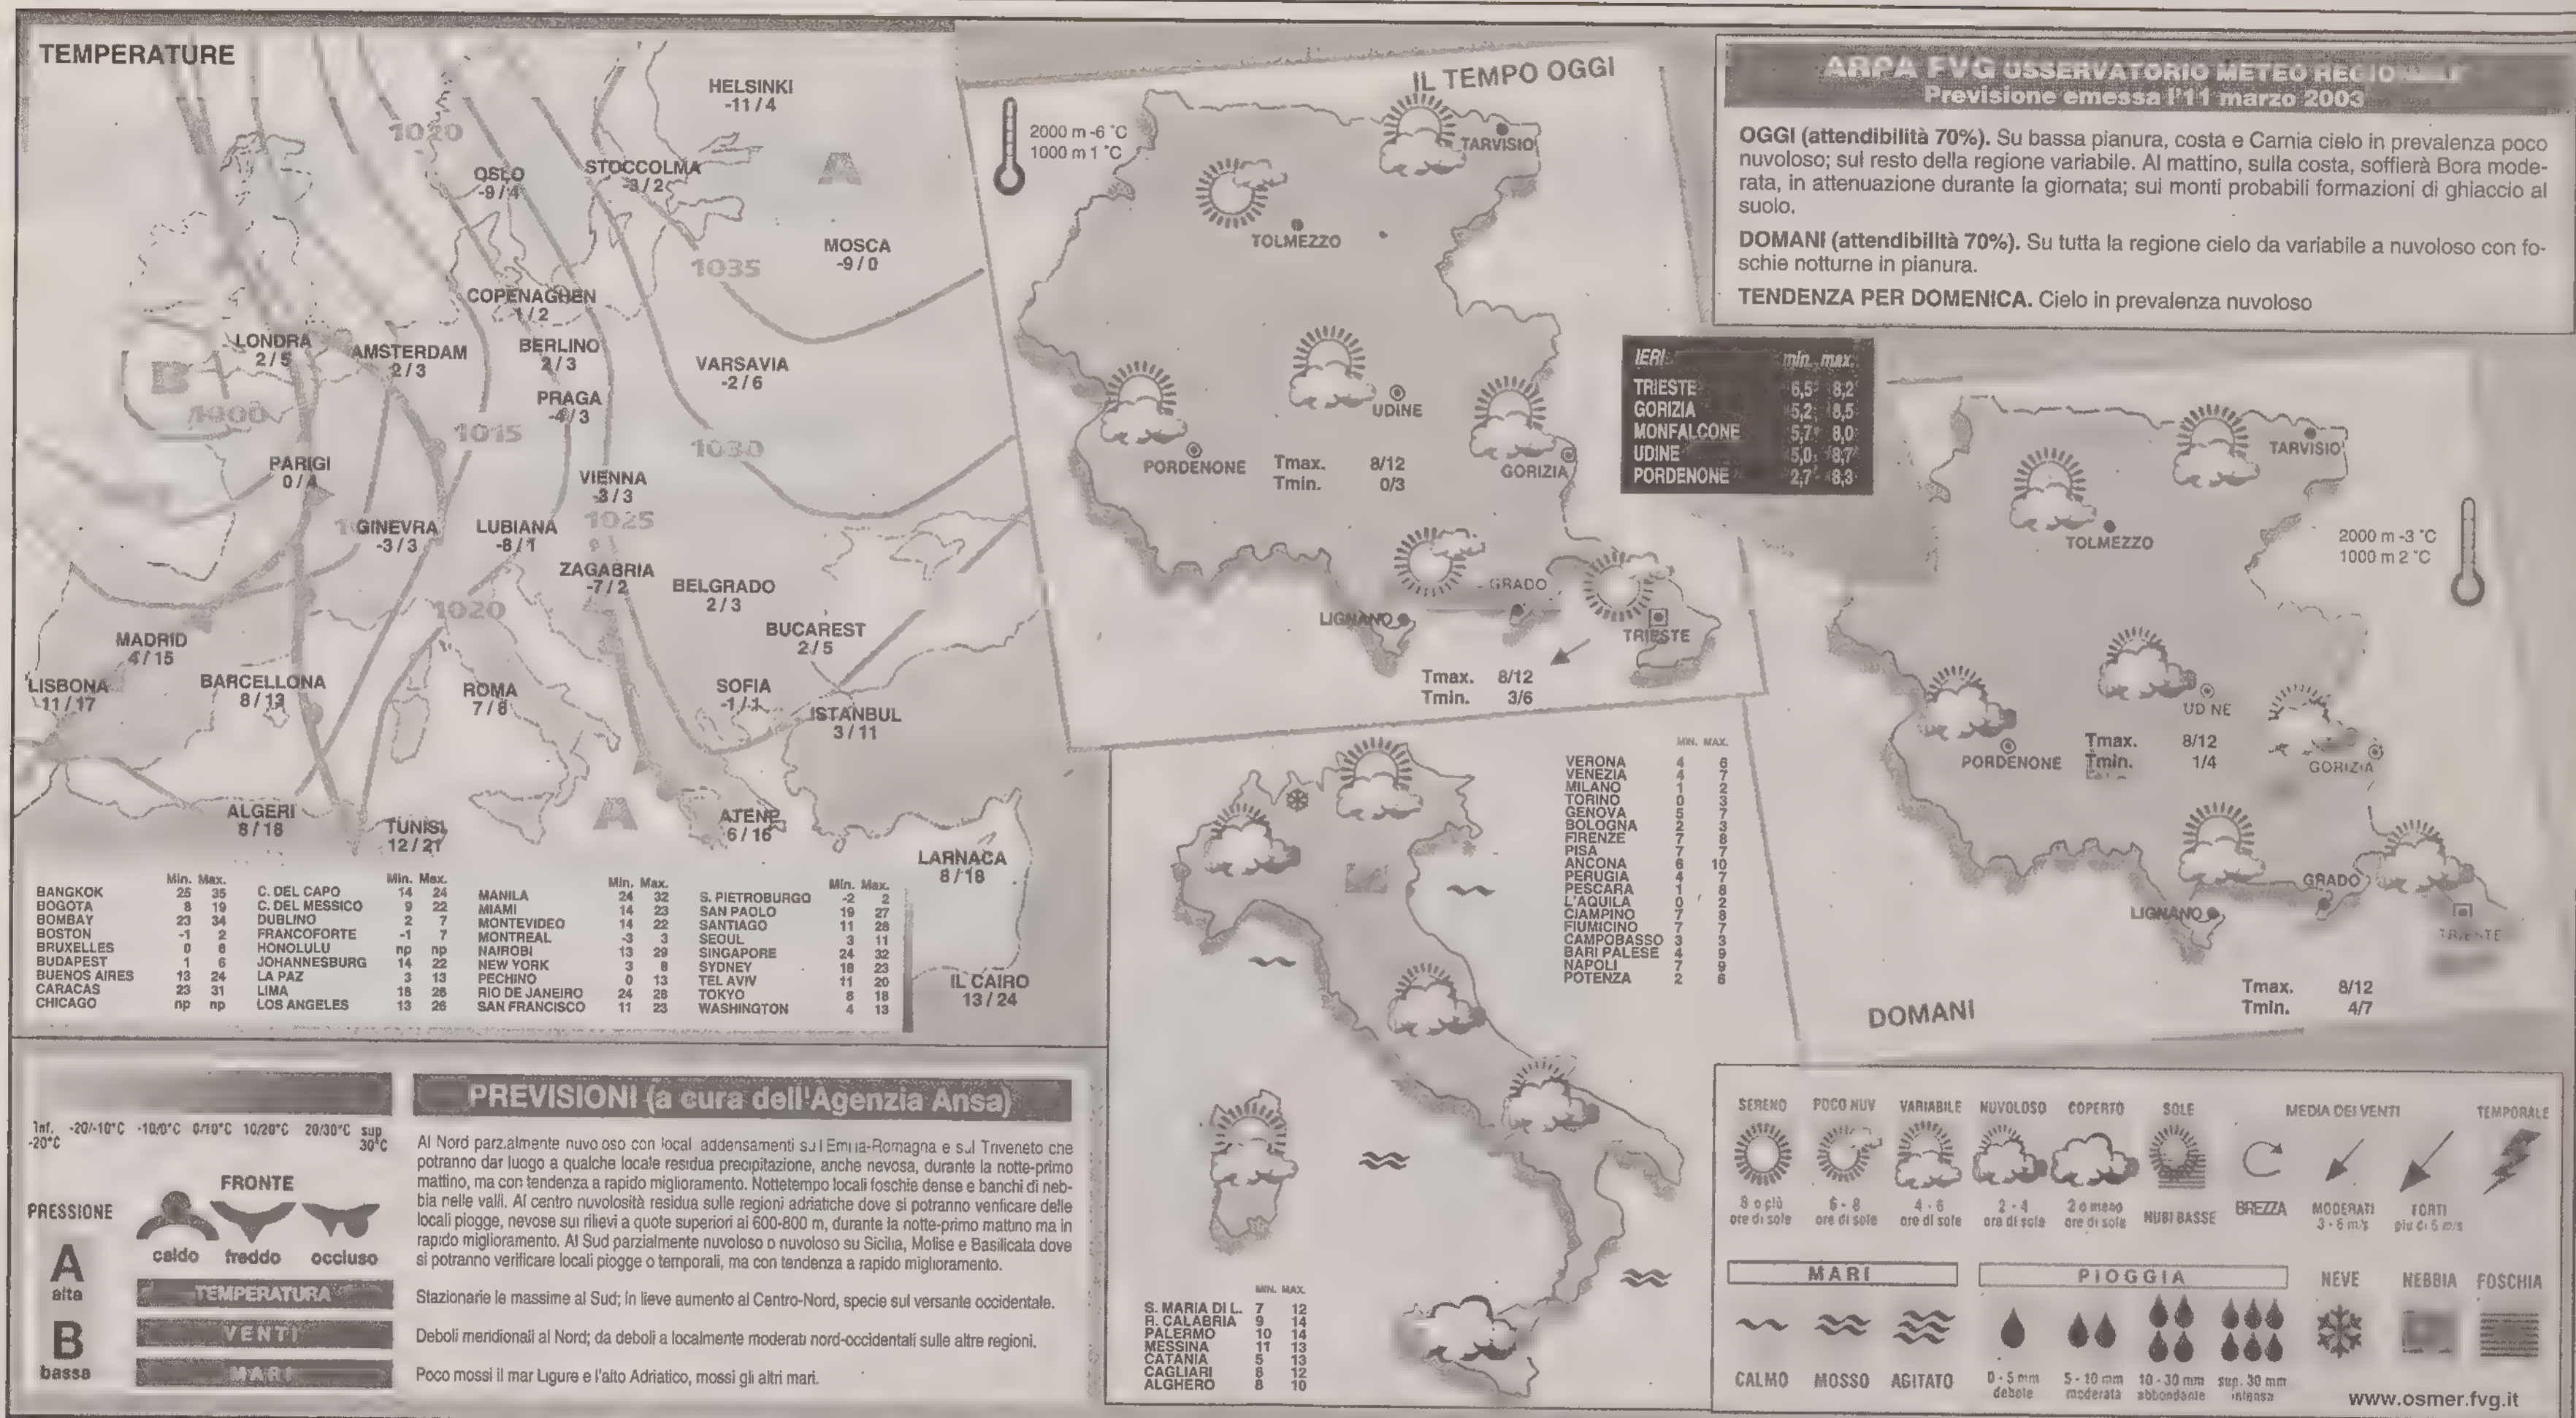 TEMPERATURE
HELSINKI
-11 / 4
1020
OSLO
-9 / 4
STOCCOLMA
-3 / 2
A
MOSCA
-9 / 0
1035
COPENAGHEN
1 / 2
LONDRA
2 / 5
AMSTERDAM
2 / 3
BERLINO
2 / 3
VARSAVIA
-2 / 6
B
1000
PRAGA
-4 / 3
1015
1030
PARIGI
0 / 4
VIENNA
-3 / 3
1025
GINEVRA
-3 / 3
LUBIANA
-8 / 1
ZAGABRIA
-7 / 2
BELGRADO
2 / 3
1020
BUCAREST
2 / 5
MADRID
4 / 15
LISBONA
11 / 17
BARCELLONA
8 / 13
ROMA
7 / 8
SOFIA
-1 / 1
ISTANBUL
3 / 11
ALGERI
8 / 18
TUNISI
12 / 21
A
ATENE
6 / 16
LARNACA
8 / 18
IL CAIRO
13 / 24
Min. Max.
BANGKOK 25 35
BOGOTA 8 19
BOMBAY 23 34
BOSTON -1 2
BRUXELLES 0 6
BUDAPEST 1 6
BUENOS AIRES 13 24
CARACAS 23 31
CHICAGO np np
Min. Max.
C. DEL CAPO 14 24
C. DEL MESSICO 9 22
DUBLINO 2 7
FRANCOFORTE -1 7
HONOLULU np np
JOHANNESBURG 14 22
LA PAZ 3 13
LIMA 18 26
LOS ANGELES 13 26
Min. Max.
MANILA 24 32
MIAMI 14 23
MONTEVIDEO 14 22
MONTREAL -3 3
NAIROBI 13 29
NEW YORK 3 8
PECHINO 0 13
RIO DE JANEIRO 24 28
SAN FRANCISCO 11 23
Min. Max.
S. PIETROBURGO -2 2
SAN PAOLO 19 27
SANTIAGO 11 28
SEOUL 3 11
SINGAPORE 24 32
SYDNEY 18 23
TEL AVIV 11 20
TOKYO 8 18
WASHINGTON 4 13
IL TEMPO OGGI
2000 m -6 °C
1000 m 1 °C
TARVISIO
TOLMEZZO
UDINE
PORDENONE
Tmax. 8/12
Tmin. 0/3
GORIZIA
GRADO
LIGNANO
TRIESTE
Tmax. 8/12
Tmin. 3/6
ARPA FVG OSSERVATORIO METEO
Previsione emessa l'11 marzo 2003
OGGI (attendibilità 70%). Su bassa pianura, costa e Carnia cielo in prevalenza poco
nuvoloso; sul resto della regione variabile. Al mattino, sulla costa, soffierà Bora mode-
rata, in attenuazione durante la giornata; sui monti probabili formazioni di ghiaccio al
suolo.
DOMANI (attendibilità 70%). Su tutta la regione cielo da variabile a nuvoloso con fo-
schie notturne in pianura.
TENDENZA PER DOMENICA. Cielo in prevalenza nuvoloso
IERI min. max.
TRIESTE 6,5 8,2
GORIZIA 5,2 8,5
MONFALCONE 5,7 8,0
UDINE 5,0 8,7
PORDENONE 2,7 8,3
TARVISIO
TOLMEZZO
2000 m -3 °C
1000 m 2 °C
UDINE
PORDENONE
Tmax. 8/12
Tmin. 1/4
GORIZIA
GRADO
LIGNANO
TRIESTE
Tmax. 8/12
Tmin. 4/7
DOMANI
MIN. MAX.
VERONA 4 6
VENEZIA 4 7
MILANO 1 2
TORINO 0 3
GENOVA 5 7
BOLOGNA 2 3
FIRENZE 7 8
PISA 7 7
ANCONA 6 10
PERUGIA 4 7
PESCARA 1 8
L'AQUILA 0 2
CIAMPINO 7 8
FIUMICINO 7 7
CAMPOBASSO 3 3
BARI PALESE 4 9
NAPOLI 7 9
POTENZA 2 6
MIN. MAX.
S. MARIA DI L. 7 12
R. CALABRIA 9 14
PALERMO 10 14
MESSINA 11 13
CATANIA 5 13
CAGLIARI 8 12
ALGHERO 8 10
Inf. -20°C -20/-10°C -10/0°C 0/10°C 10/20°C 20/30°C sup 30°C
FRONTE
PRESSIONE
caldo freddo occluso
A
alta
B
bassa
PREVISIONI (a cura dell'Agenzia Ansa)
Al Nord parzialmente nuvoloso con local addensamenti sul Emilia-Romagna e sul Triveneto che
potranno dar luogo a qualche locale residua precipitazione, anche nevosa, durante la notte-primo
mattino, ma con tendenza a rapido miglioramento. Nottetempo locali foschie dense e banchi di neb-
bia nelle valli. Al centro nuvolosità residua sulle regioni adriatiche dove si potranno verificare delle
locali piogge, nevose sui rilievi a quote superiori ai 600-800 m, durante la notte-primo mattino ma in
rapido miglioramento. Al Sud parzialmente nuvoloso o nuvoloso su Sicilia, Molise e Basilicata dove
si potranno verificare locali piogge o temporali, ma con tendenza a rapido miglioramento.
TEMPERATURA
Stazionarie le massime al Sud; in lieve aumento al Centro-Nord, specie sul versante occidentale.
VENTI
Deboli meridionali al Nord; da deboli a localmente moderati nord-occidentali sulle altre regioni.
MARI
Poco mossi il mar Ligure e l'alto Adriatico, mossi gli altri mari.
SERENO POCO NUV VARIABILE NUVOLOSO COPERTO SOLE MEDIA DEI VENTI TEMPORALE
8 o più ore di sole
6 - 8 ore di sole
4 - 6 ore di sole
2 - 4 ore di sole
2 o meno ore di sole
NUBI BASSE
BREZZA
MODERATI 3 - 6 m/s
FORTI più di 6 m/s
MARI PIOGGIA NEVE NEBBIA FOSCHIA
CALMO MOSSO AGITATO
0 - 5 mm debole
5 - 10 mm moderata
10 - 30 mm abbondante
sup. 30 mm intensa
www.osmer.fvg.it